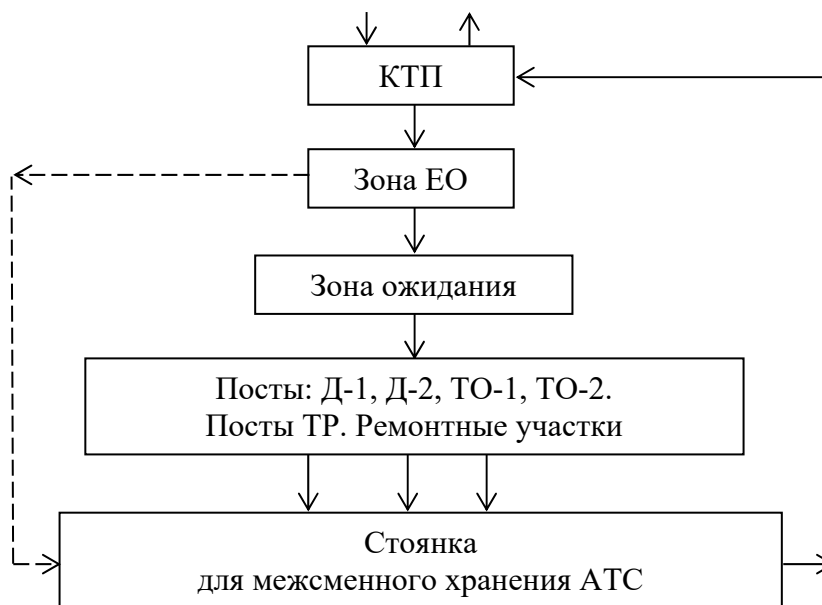 КТП
Зона ЕО
Зона ожидания
Посты: Д-1, Д-2, ТО-1, ТО-2.
Посты ТР. Ремонтные участки
Стоянка
для межсменного хранения АТС